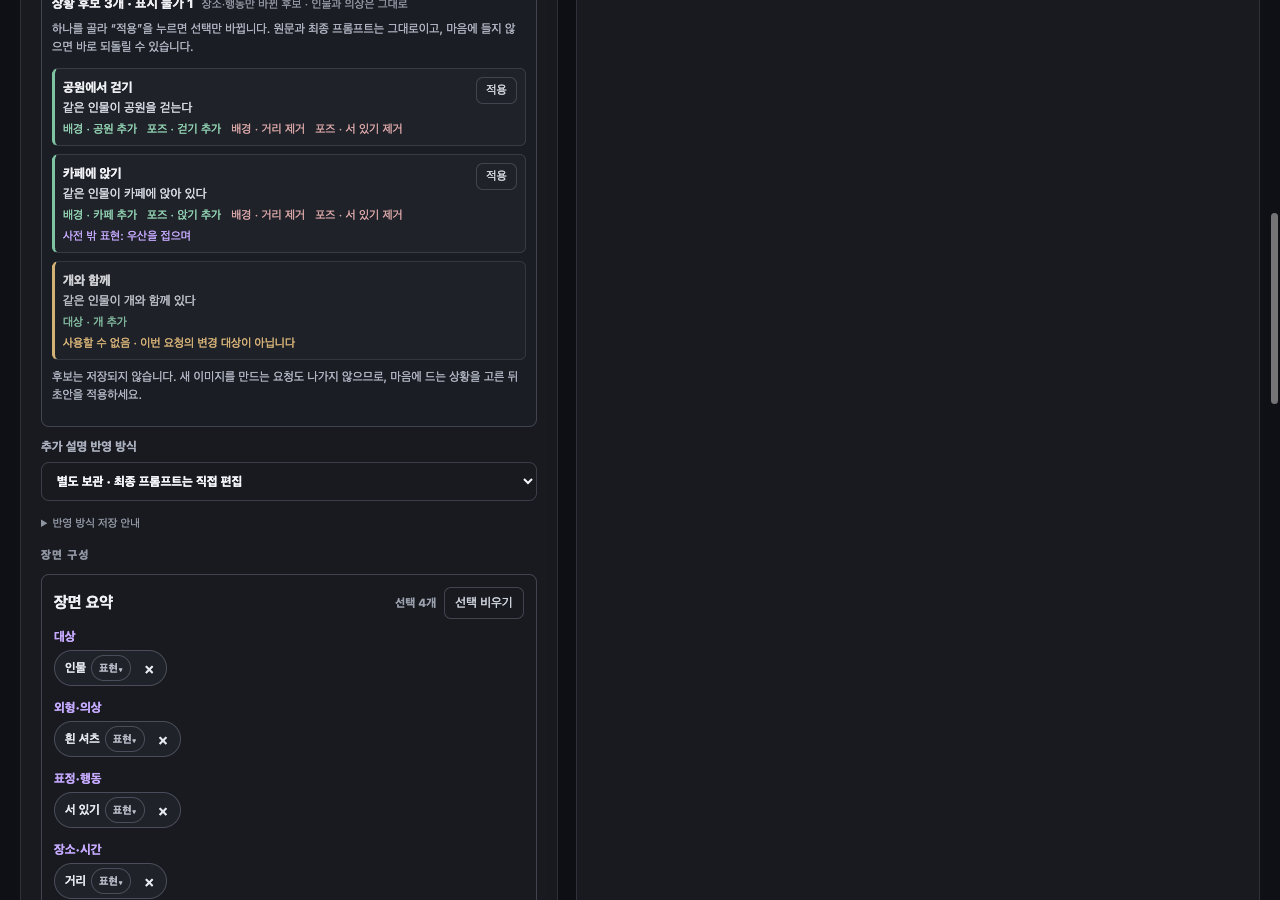 상황 후보 3개 · 표시 불가 1 장소·행동만 바뀐 후보 · 인물과 의상은 그대로
하나를 골라 “적용”을 누르면 선택만 바뀝니다. 원문과 최종 프롬프트는 그대로이고, 마음에 들지 않
으면 바로 되돌릴 수 있습니다.
공원에서 걷기
적용
같은 인물이 공원을 걷는다
배경 · 공원 추가 포즈 · 걷기 추가 배경 · 거리 제거 포즈 · 서 있기 제거
카페에 앉기
적용
같은 인물이 카페에 앉아 있다
배경 · 카페 추가 포즈 · 앉기 추가 배경 · 거리 제거 포즈 · 서 있기 제거
사전 밖 표현: 우산을 접으며
개와 함께
같은 인물이 개와 함께 있다
대상 · 개 추가
사용할 수 없음 · 이번 요청의 변경 대상이 아닙니다
후보는 저장되지 않습니다. 새 이미지를 만드는 요청도 나가지 않으므로, 마음에 드는 상황을 고른 뒤
초안을 적용하세요.
추가 설명 반영 방식
별도 보관 · 최종 프롬프트는 직접 편집
▶ 반영 방식 저장 안내
장면 구성
장면 요약
선택 4개
선택 비우기
대상
인물 표현▾ ×
외형·의상
흰 셔츠 표현▾ ×
표정·행동
서 있기 표현▾ ×
장소·시간
거리 표현▾ ×